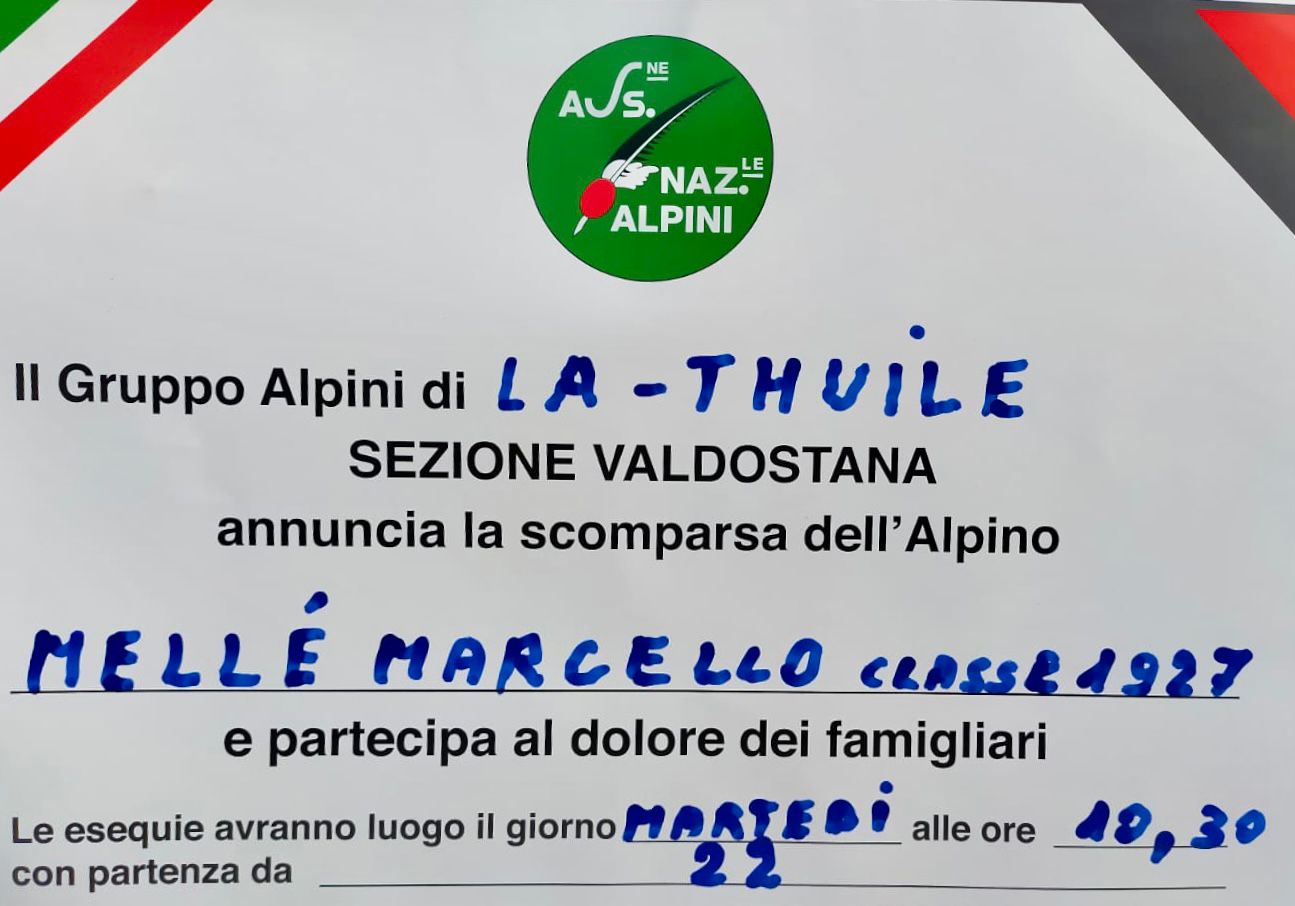 ASS.NE
NAZ.LE
ALPINI
Il Gruppo Alpini di LA-THUILE
SEZIONE VALDOSTANA
annuncia la scomparsa dell'Alpino
MELLÉ MARCELLO CLASSE 1927
e partecipa al dolore dei famigliari
Le esequie avranno luogo il giorno MARTEDI alle ore 10,30
22
con partenza da